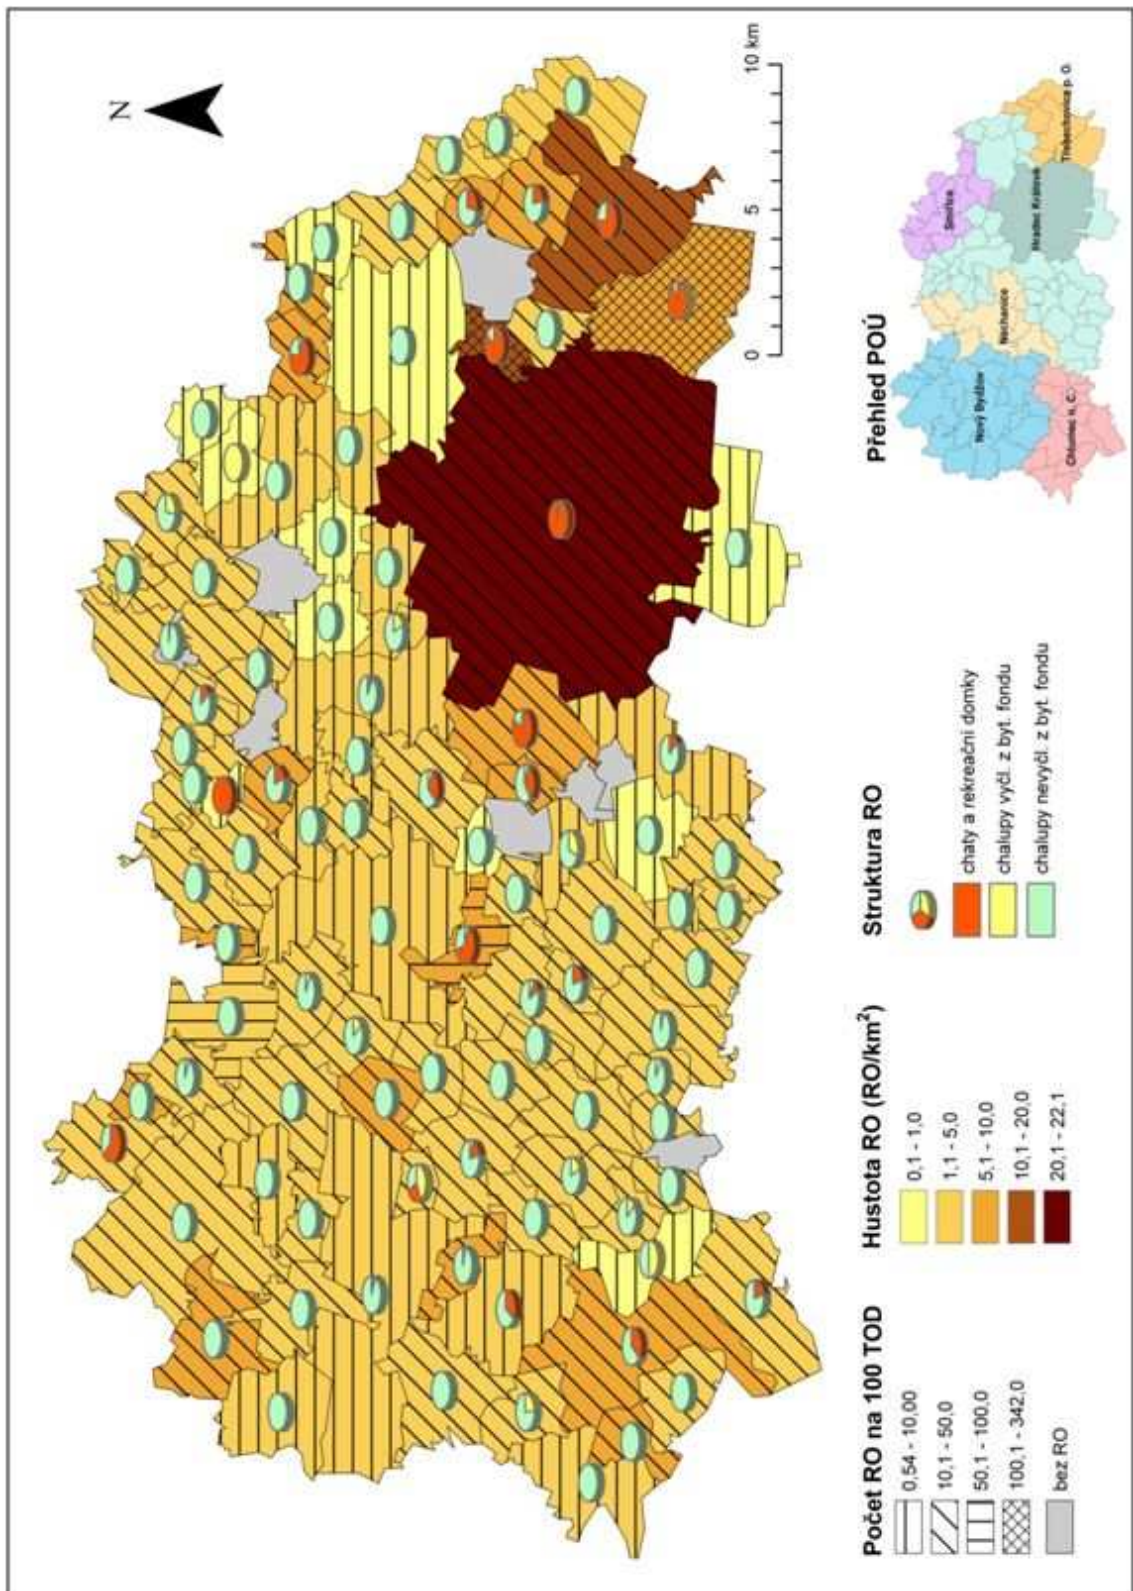 N
0
5
10 km
Počet RO na 100 TOD
0,54 - 10,00
10,1 - 50,0
50,1 - 100,0
100,1 - 342,0
bez RO
Hustota RO (RO/km²)
0,1 - 1,0
1,1 - 5,0
5,1 - 10,0
10,1 - 20,0
20,1 - 22,1
Struktura RO
chaty a rekreační domky
chalupy vyčl. z byt. fondu
chalupy nevyčl. z byt. fondu
Přehled POÚ
Smiřice
Nový Bydžov
Nechanice
Hradec Králové
Třebechovice p. O.
Chlumec n. C.